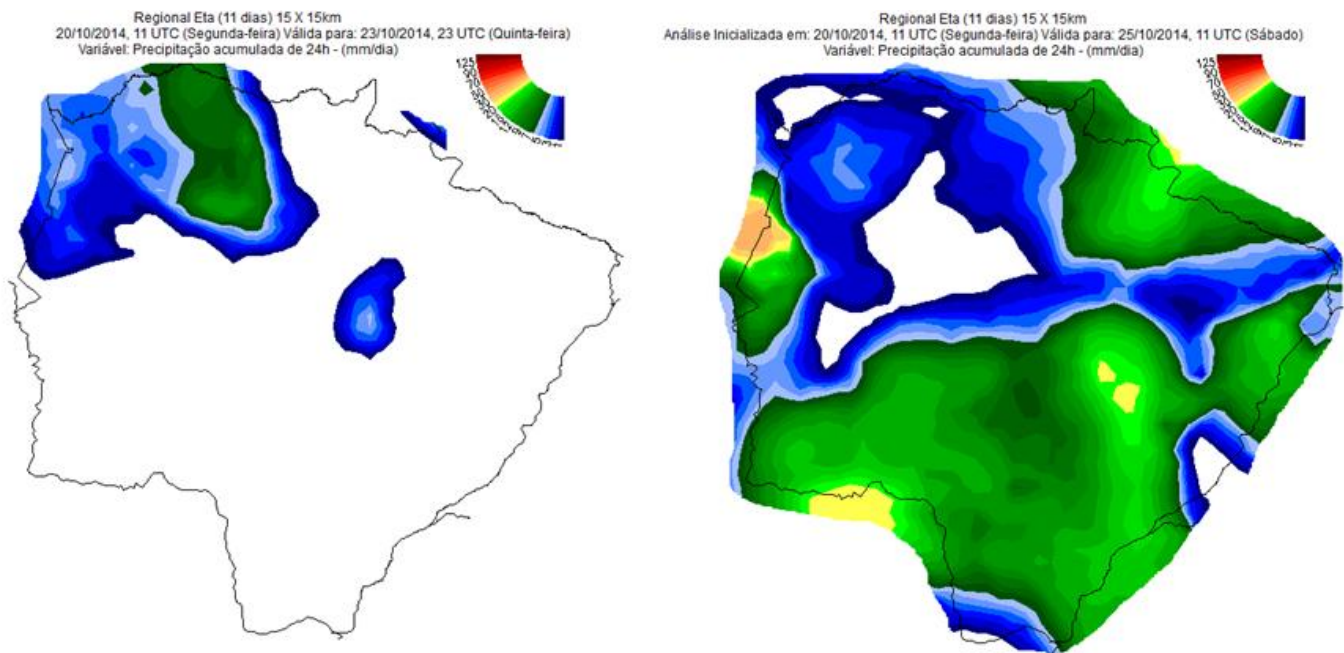 Regional Eta (11 dias) 15 X 15km
20/10/2014, 11 UTC (Segunda-feira) Válida para: 23/10/2014, 23 UTC (Quinta-feira)
Variável: Precipitação acumulada de 24h - (mm/dia)
125
Regional Eta (11 dias) 15 X 15km
Análise Inicializada em: 20/10/2014, 11 UTC (Segunda-feira) Válida para: 25/10/2014, 11 UTC (Sábado)
Variável: Precipitação acumulada de 24h - (mm/dia)
125